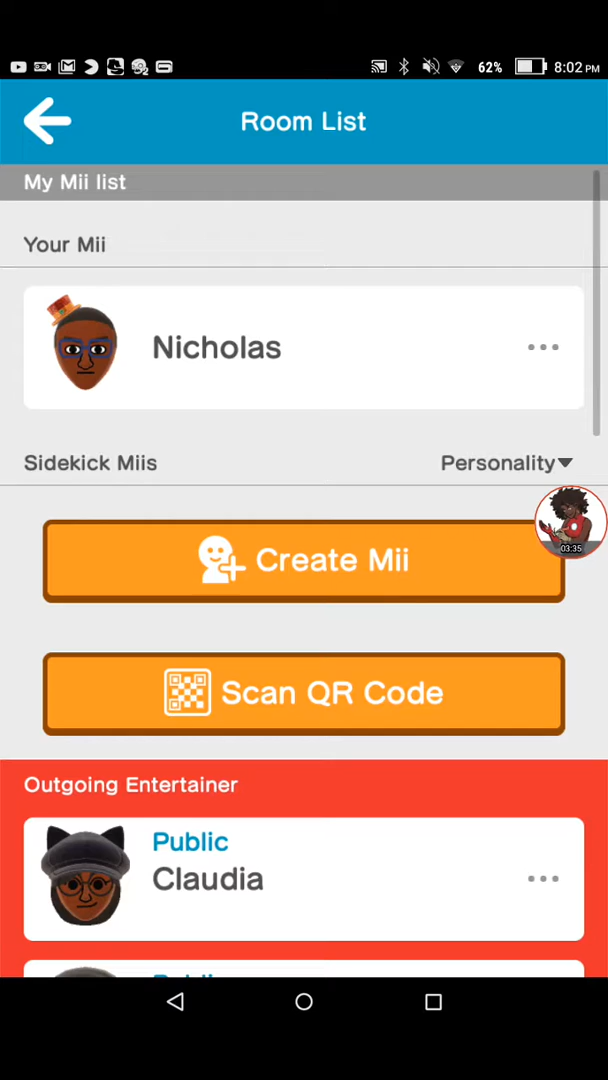 62% 8:02 PM
Room List
My Mii list
Your Mii
Nicholas
Sidekick Miis Personality
03:35
Create Mii
Scan QR Code
Outgoing Entertainer
Public
Claudia